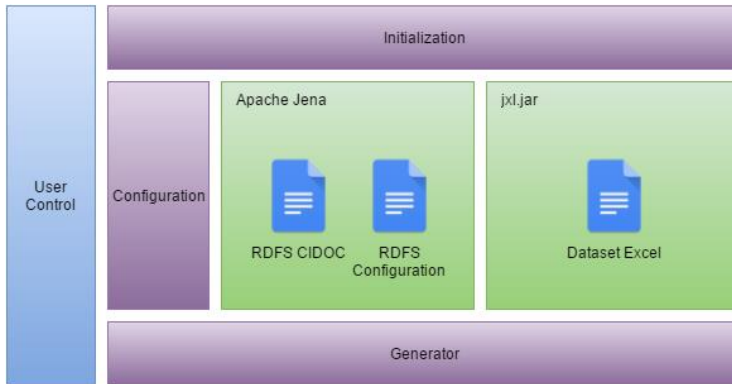 Initialization
User
Control
Configuration
Apache Jena
RDFS CIDOC
RDFS
Configuration
jxl.jar
Dataset Excel
Generator